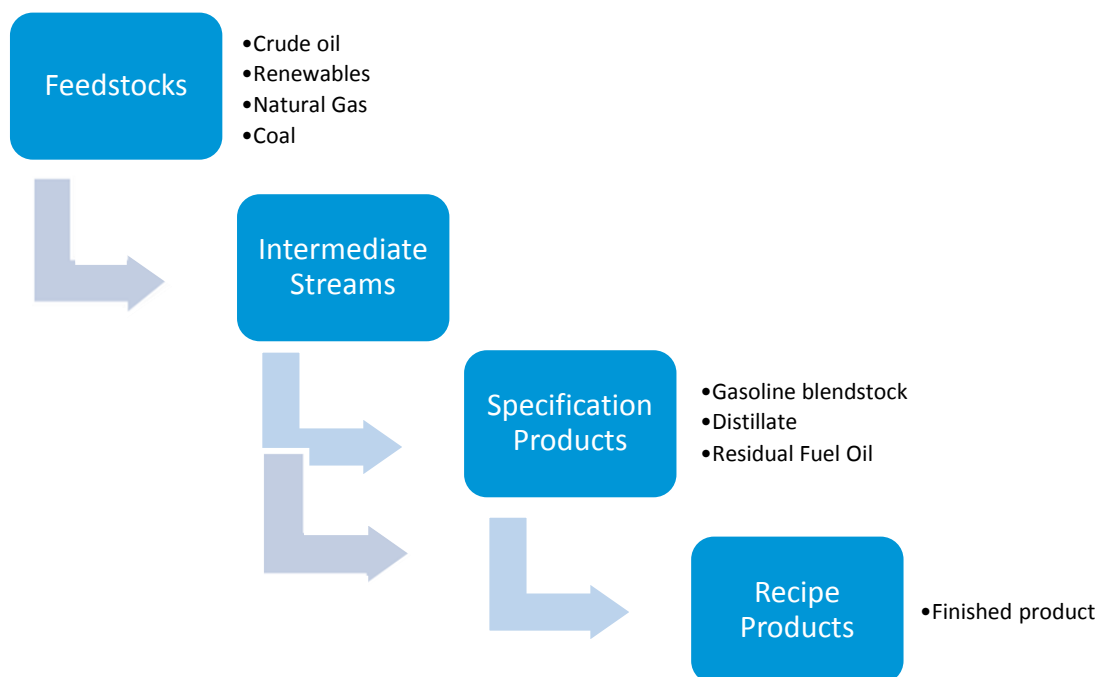 Feedstocks
•Crude oil
•Renewables
•Natural Gas
•Coal
Intermediate
Streams
Specification
Products
•Gasoline blendstock
•Distillate
•Residual Fuel Oil
Recipe
Products
•Finished product